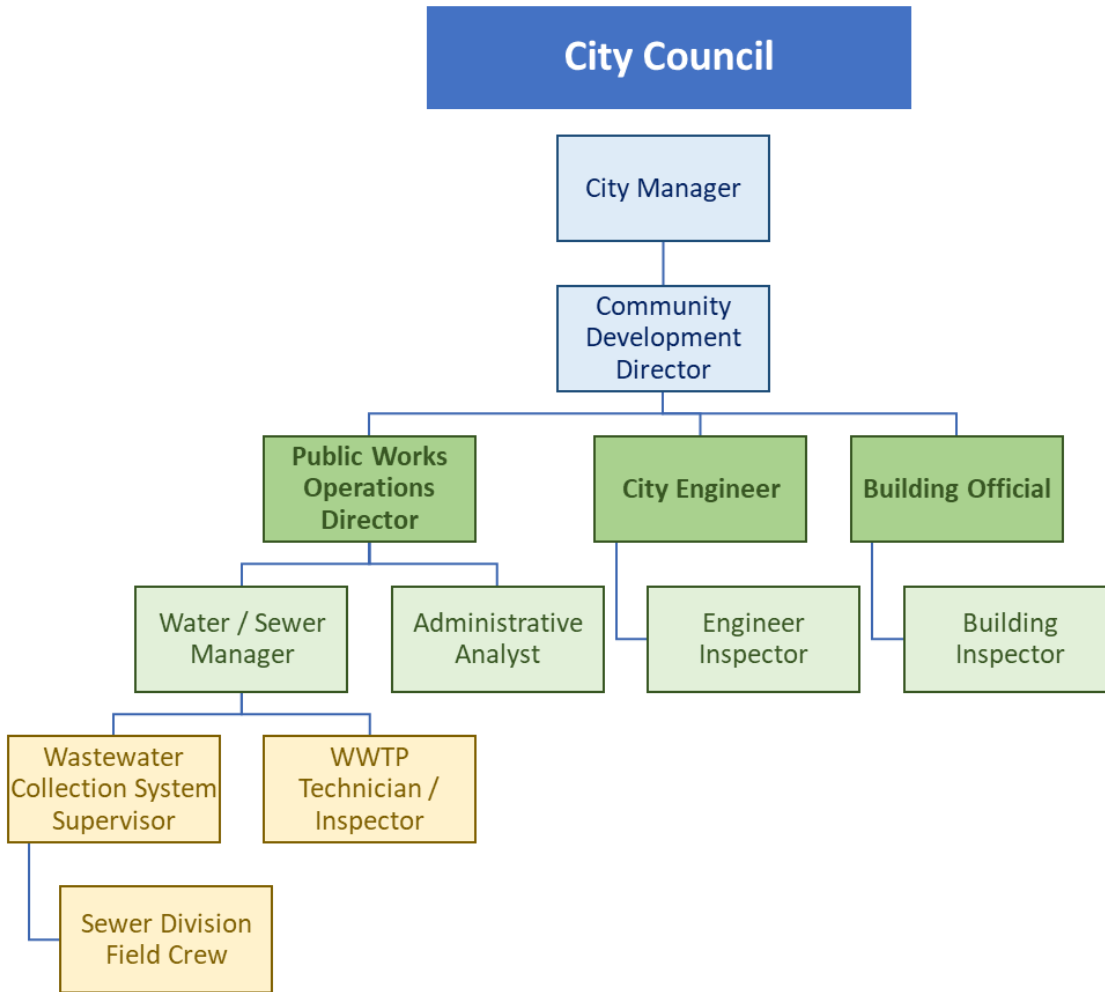 City Council
City Manager
Community
Development
Director
Public Works
Operations
Director
City Engineer
Building Official
Water / Sewer
Manager
Administrative
Analyst
Engineer
Inspector
Building
Inspector
Wastewater
Collection System
Supervisor
WWTP
Technician /
Inspector
Sewer Division
Field Crew